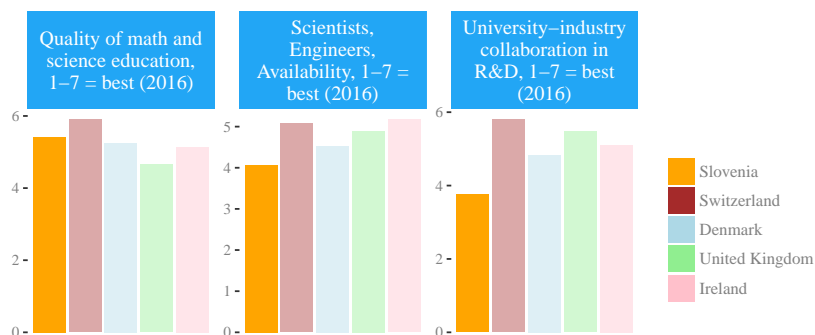 Quality of math and
science education,
1–7 = best (2016)
Scientists,
Engineers,
Availability, 1–7 =
best (2016)
University–industry
collaboration in
R&D, 1–7 = best
(2016)
6
4
2
0
5
4
3
2
1
0
6
4
2
0
Slovenia
Switzerland
Denmark
United Kingdom
Ireland